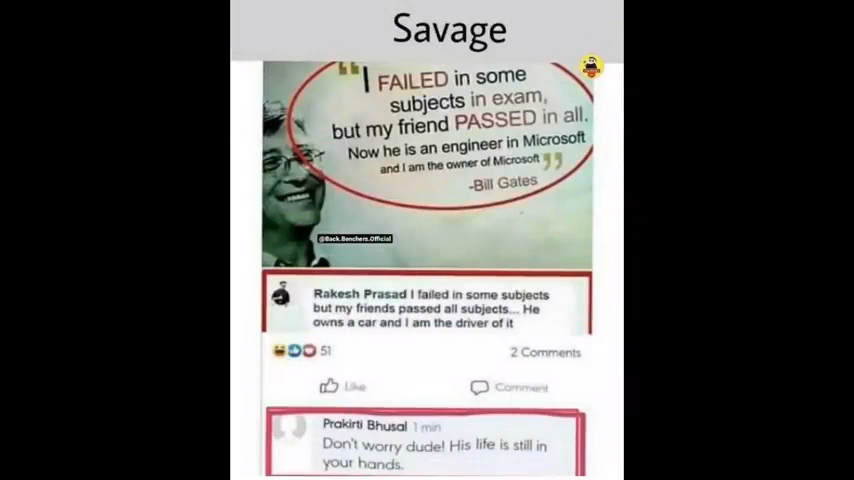 Savage
"I FAILED in some
subjects in exam,
but my friend PASSED in all.
Now he is an engineer in Microsoft
and I am the owner of Microsoft"
-Bill Gates
@Back.Benchers.Official
Rakesh Prasad I failed in some subjects
but my friends passed all subjects... He
owns a car and I am the driver of it
51
2 Comments
Like
Comment
Prakirti Bhusal 1 min
Don't worry dude! His life is still in
your hands.